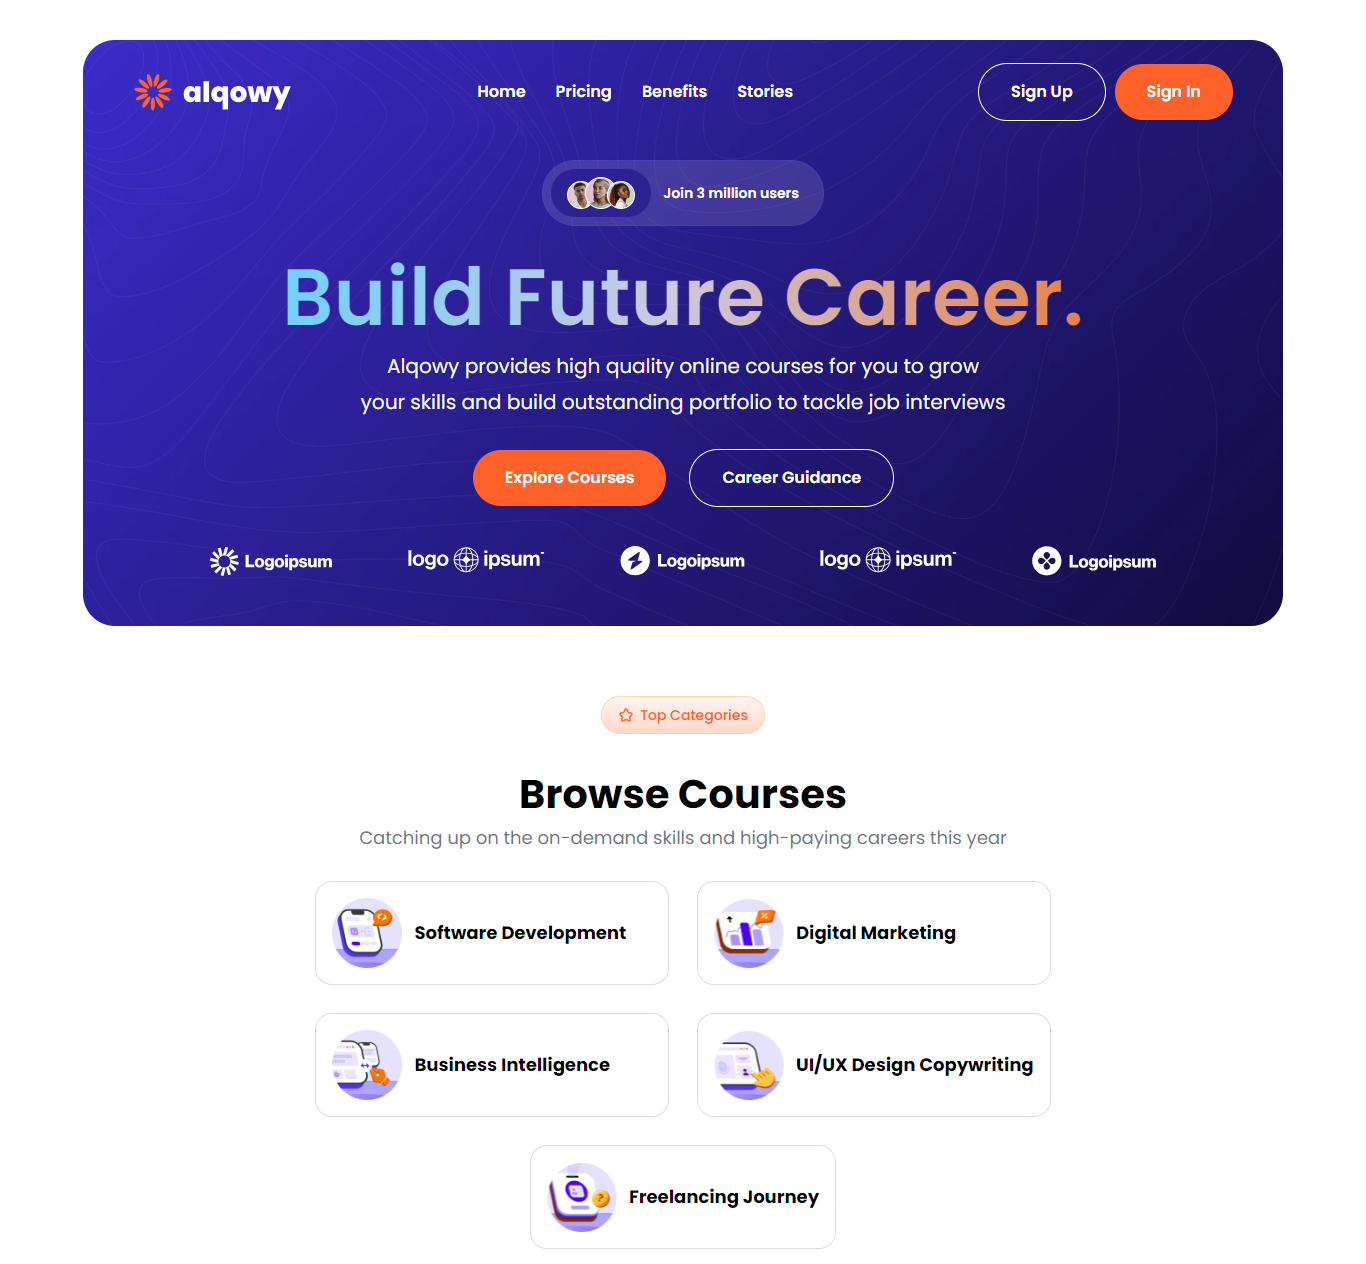 alqowy
Home Pricing Benefits Stories
Sign Up Sign In
Join 3 million users
Build Future Career.
Alqowy provides high quality online courses for you to grow
your skills and build outstanding portfolio to tackle job interviews
Explore Courses Career Guidance
Logoipsum logo ipsum Logoipsum logo ipsum Logoipsum
Top Categories
Browse Courses
Catching up on the on-demand skills and high-paying careers this year
Software Development Digital Marketing
Business Intelligence UI/UX Design Copywriting
Freelancing Journey